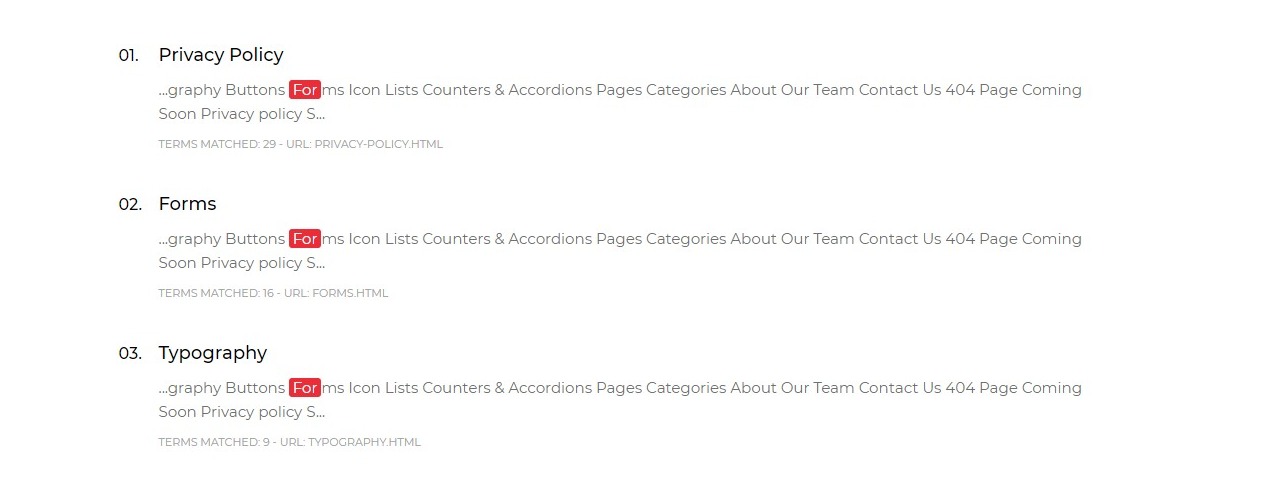 01. Privacy Policy
...graphy Buttons Forms Icon Lists Counters & Accordions Pages Categories About Our Team Contact Us 404 Page Coming
Soon Privacy policy S...
TERMS MATCHED: 29 - URL: PRIVACY-POLICY.HTML
02. Forms
...graphy Buttons Forms Icon Lists Counters & Accordions Pages Categories About Our Team Contact Us 404 Page Coming
Soon Privacy policy S...
TERMS MATCHED: 16 - URL: FORMS.HTML
03. Typography
...graphy Buttons Forms Icon Lists Counters & Accordions Pages Categories About Our Team Contact Us 404 Page Coming
Soon Privacy policy S...
TERMS MATCHED: 9 - URL: TYPOGRAPHY.HTML